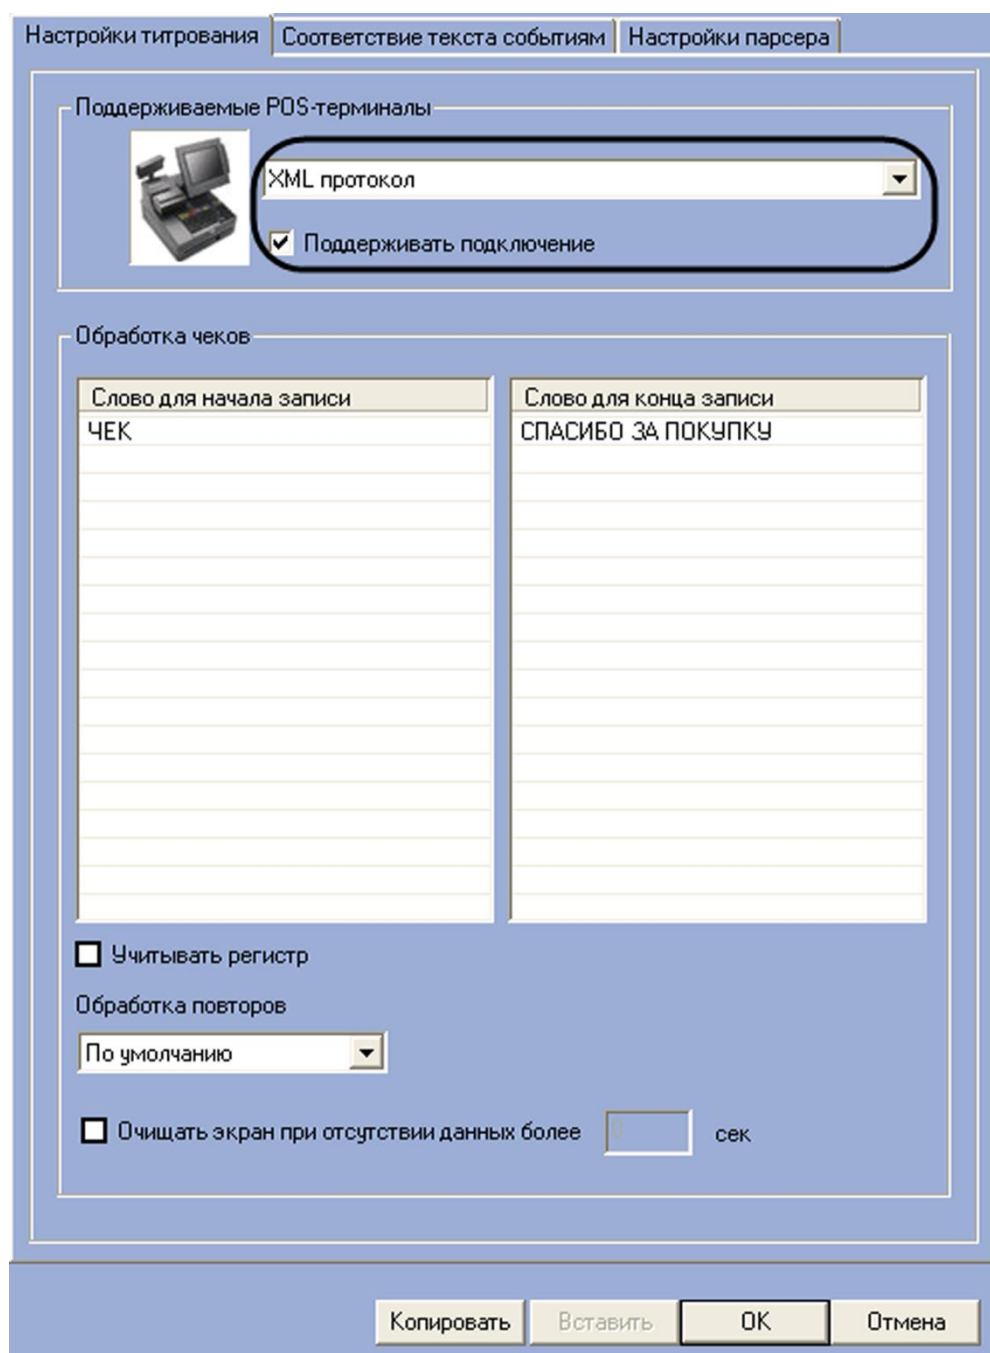 Настройки титрования Соответствие текста событиям Настройки парсера
Поддерживаемые POS-терминалы
XML протокол
Поддерживать подключение
Обработка чеков
Слово для начала записи Слово для конца записи
ЧЕК СПАСИБО ЗА ПОКУПКУ
Учитывать регистр
Обработка повторов
По умолчанию
Очищать экран при отсутствии данных более 0 сек
Копировать Вставить OK Отмена